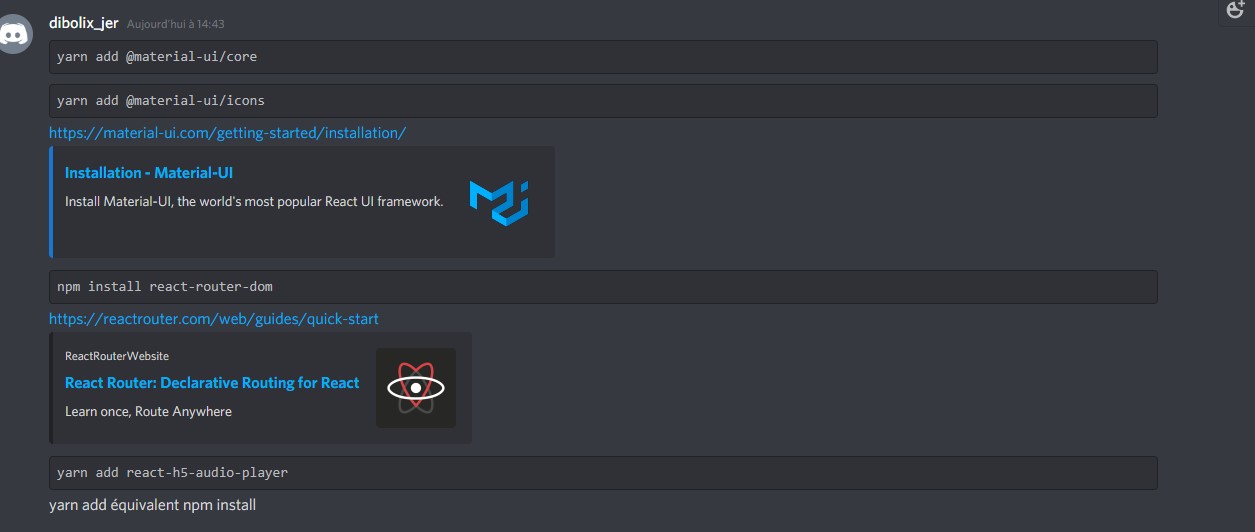 dibolix_jer Aujourd'hui à 14:43
yarn add @material-ui/core
yarn add @material-ui/icons
https://material-ui.com/getting-started/installation/
Installation - Material-UI
Install Material-UI, the world's most popular React UI framework.
npm install react-router-dom
https://reactrouter.com/web/guides/quick-start
ReactRouterWebsite
React Router: Declarative Routing for React
Learn once, Route Anywhere
yarn add react-h5-audio-player
yarn add équivalent npm install